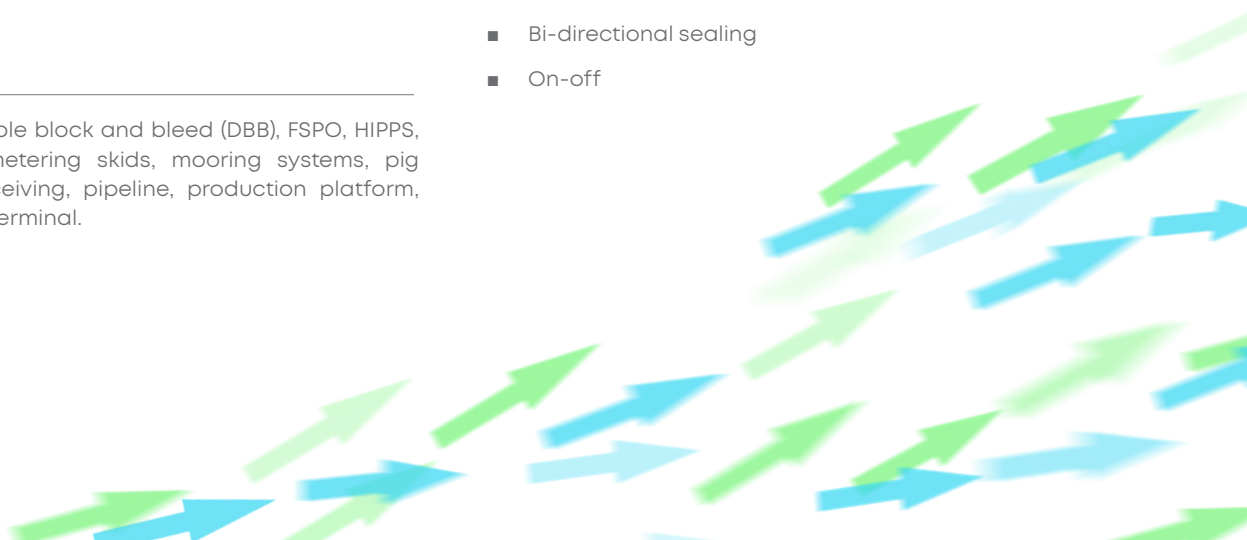 ple block and bleed (DBB), FSPO, HIPPS,
netering skids, mooring systems, pig
eiving, pipeline, production platform,
erminal.
■ Bi-directional sealing
■ On-off